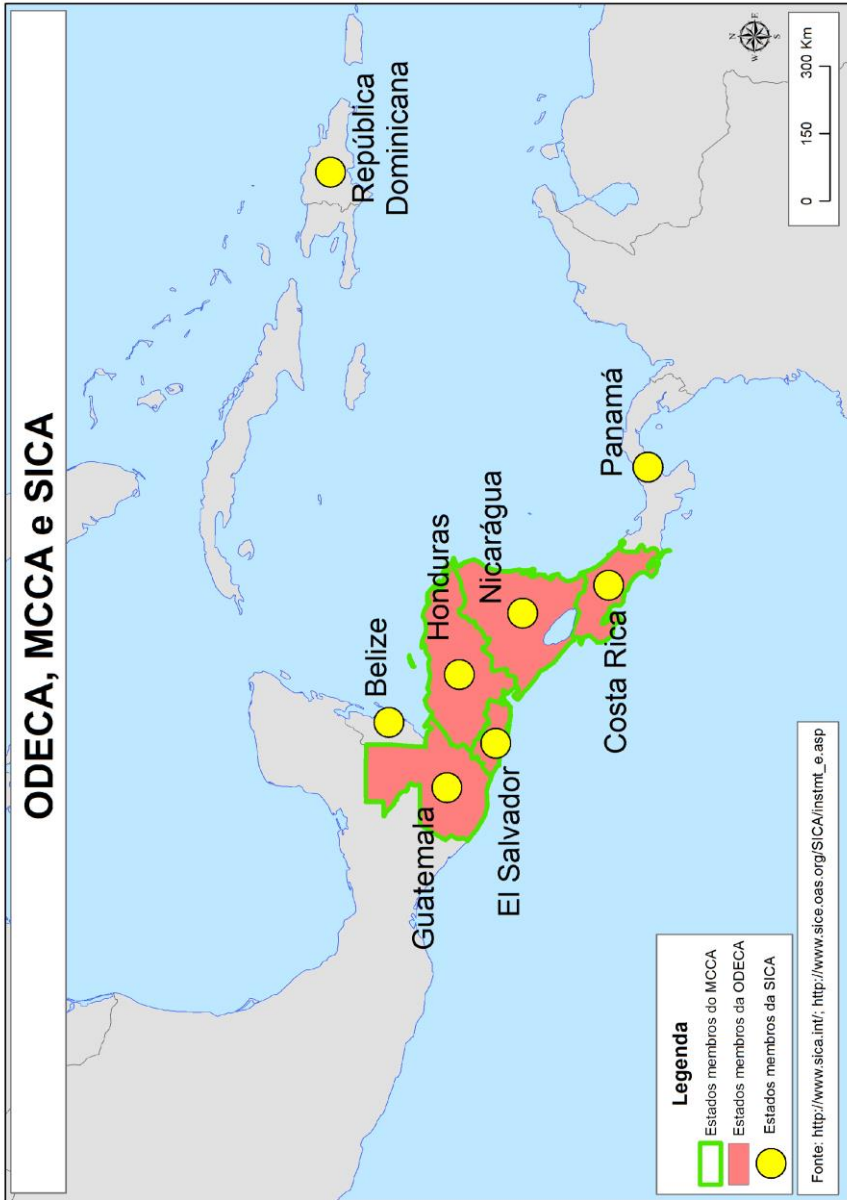 ODECA, MCCA e SICA
República
Dominicana
Belize
Honduras
Guatemala
Nicarágua
El Salvador
Costa Rica
Panamá
Legenda
Estados membros do MCCA
Estados membros da ODECA
Estados membros da SICA
Fonte: http://www.sica.int/; http://www.sice.oas.org/SICA/instmt_e.asp
N
W
E
S
0 150 300 Km